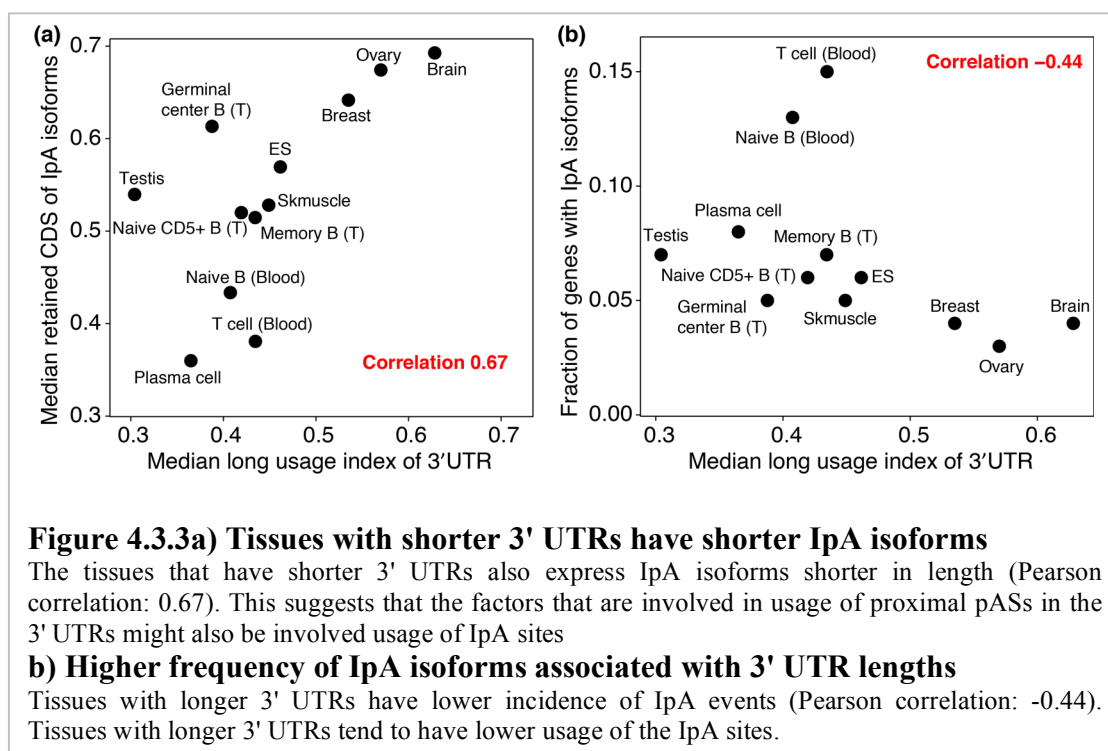 (a)
Median retained CDS of IpA isoforms
0.7
0.6
0.5
0.4
0.3
Ovary
Brain
Germinal
center B (T)
Breast
ES
Testis
Skmuscle
Naive CD5+ B (T)
Memory B (T)
Naive B (Blood)
T cell (Blood)
Plasma cell
Correlation 0.67
0.3 0.4 0.5 0.6 0.7
Median long usage index of 3′UTR
(b)
Fraction of genes with IpA isoforms
0.15
0.10
0.05
0.00
T cell (Blood)
Correlation −0.44
Naive B (Blood)
Plasma cell
Testis
Memory B (T)
Naive CD5+ B (T)
ES
Germinal
center B (T)
Skmuscle
Breast
Brain
Ovary
0.3 0.4 0.5 0.6
Median long usage index of 3′UTR
Figure 4.3.3a) Tissues with shorter 3' UTRs have shorter IpA isoforms
The tissues that have shorter 3' UTRs also express IpA isoforms shorter in length (Pearson
correlation: 0.67). This suggests that the factors that are involved in usage of proximal pASs in the
3' UTRs might also be involved usage of IpA sites
b) Higher frequency of IpA isoforms associated with 3' UTR lengths
Tissues with longer 3' UTRs have lower incidence of IpA events (Pearson correlation: -0.44).
Tissues with longer 3' UTRs tend to have lower usage of the IpA sites.